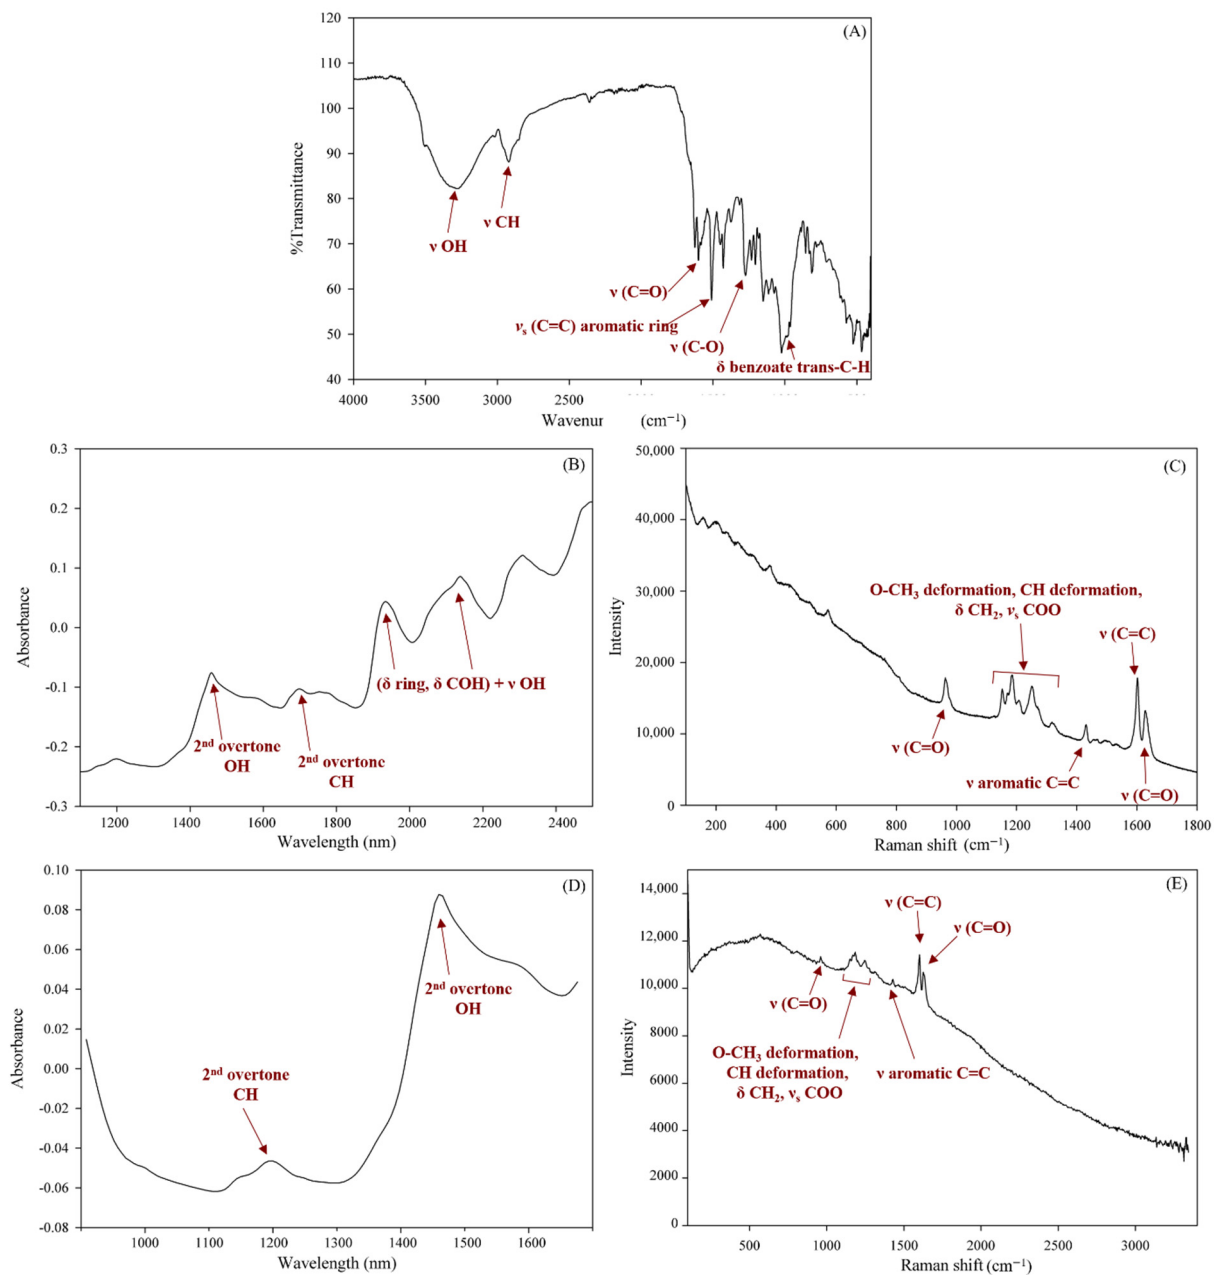 (A)
120
110
100
90
80
70
60
50
40
%Transmittance
ν CH
ν OH
ν (C=O)
νs (C=C) aromatic ring
ν (C-O)
δ benzoate trans-C-H
4000
3500
3000
2500
(cm⁻¹)
(B)
0.3
0.2
0.1
0.0
-0.1
-0.2
-0.3
Absorbance
(δ ring, δ COH) + ν OH
2nd overtone
OH
2nd overtone
CH
1200
1400
1600
1800
2000
2200
2400
Wavelength (nm)
(C)
50,000
40,000
30,000
20,000
10,000
0
Intensity
O-CH₃ deformation, CH deformation,
δ CH₂, νs COO
ν (C=C)
ν (C=O)
ν aromatic C=C
ν (C=O)
200
400
600
800
1000
1200
1400
1600
1800
Raman shift (cm⁻¹)
(D)
0.10
0.08
0.06
0.04
0.02
0.00
-0.02
-0.04
-0.06
-0.08
Absorbance
2nd overtone
OH
2nd overtone
CH
1000
1100
1200
1300
1400
1500
1600
Wavelength (nm)
(E)
14,000
12,000
10,000
8000
6000
4000
2000
0
Intensity
ν (C=C)
ν (C=O)
ν (C=O)
O-CH₃ deformation,
CH deformation,
δ CH₂, νs COO
ν aromatic C=C
500
1000
1500
2000
2500
3000
Raman shift (cm⁻¹)